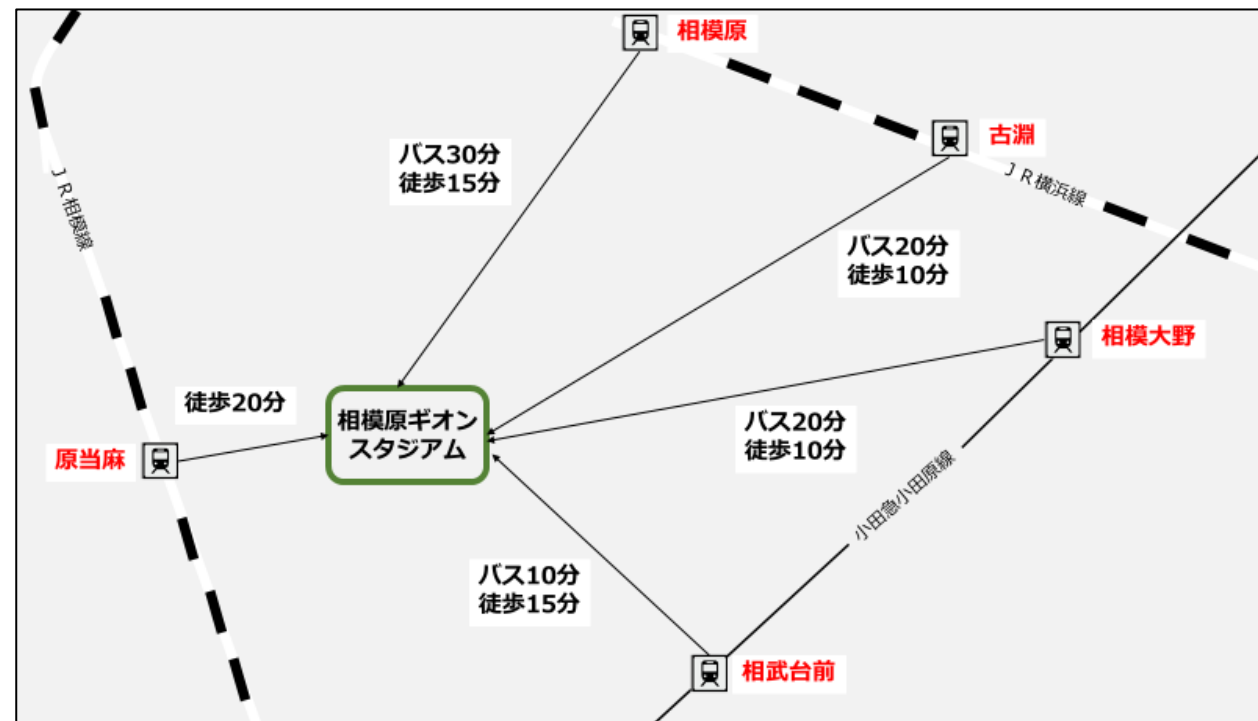 相模原
古淵
ＪＲ横浜線
バス30分
徒歩15分
ＪＲ相模線
バス20分
徒歩10分
相模大野
徒歩20分
相模原ギオン
スタジアム
バス20分
徒歩10分
原当麻
小田急小田原線
バス10分
徒歩15分
相武台前